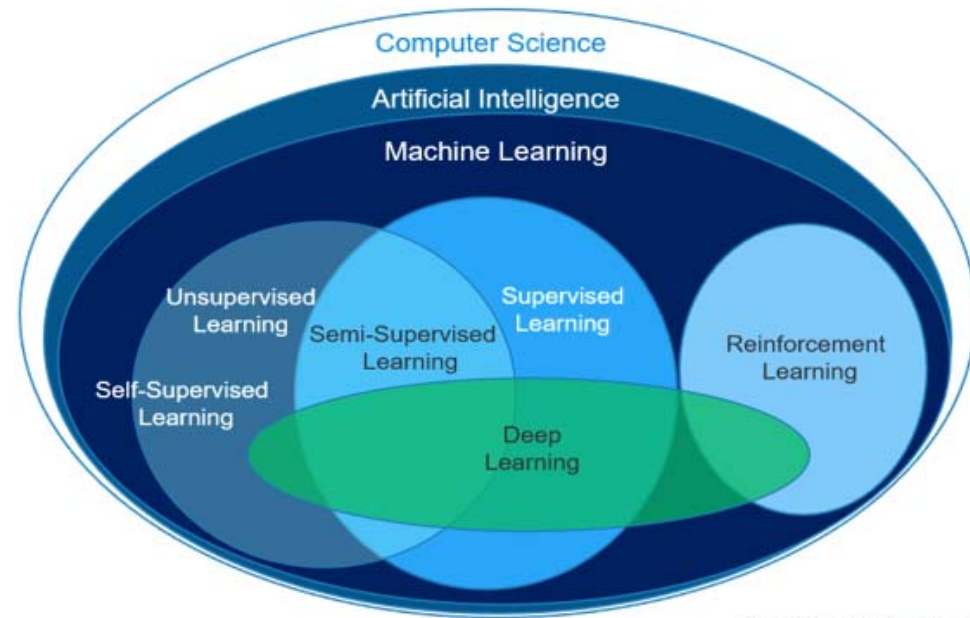 Computer Science
Artificial Intelligence
Machine Learning
Unsupervised
Learning
Supervised
Learning
Semi-Supervised
Learning
Reinforcement
Learning
Self-Supervised
Learning
Deep
Learning